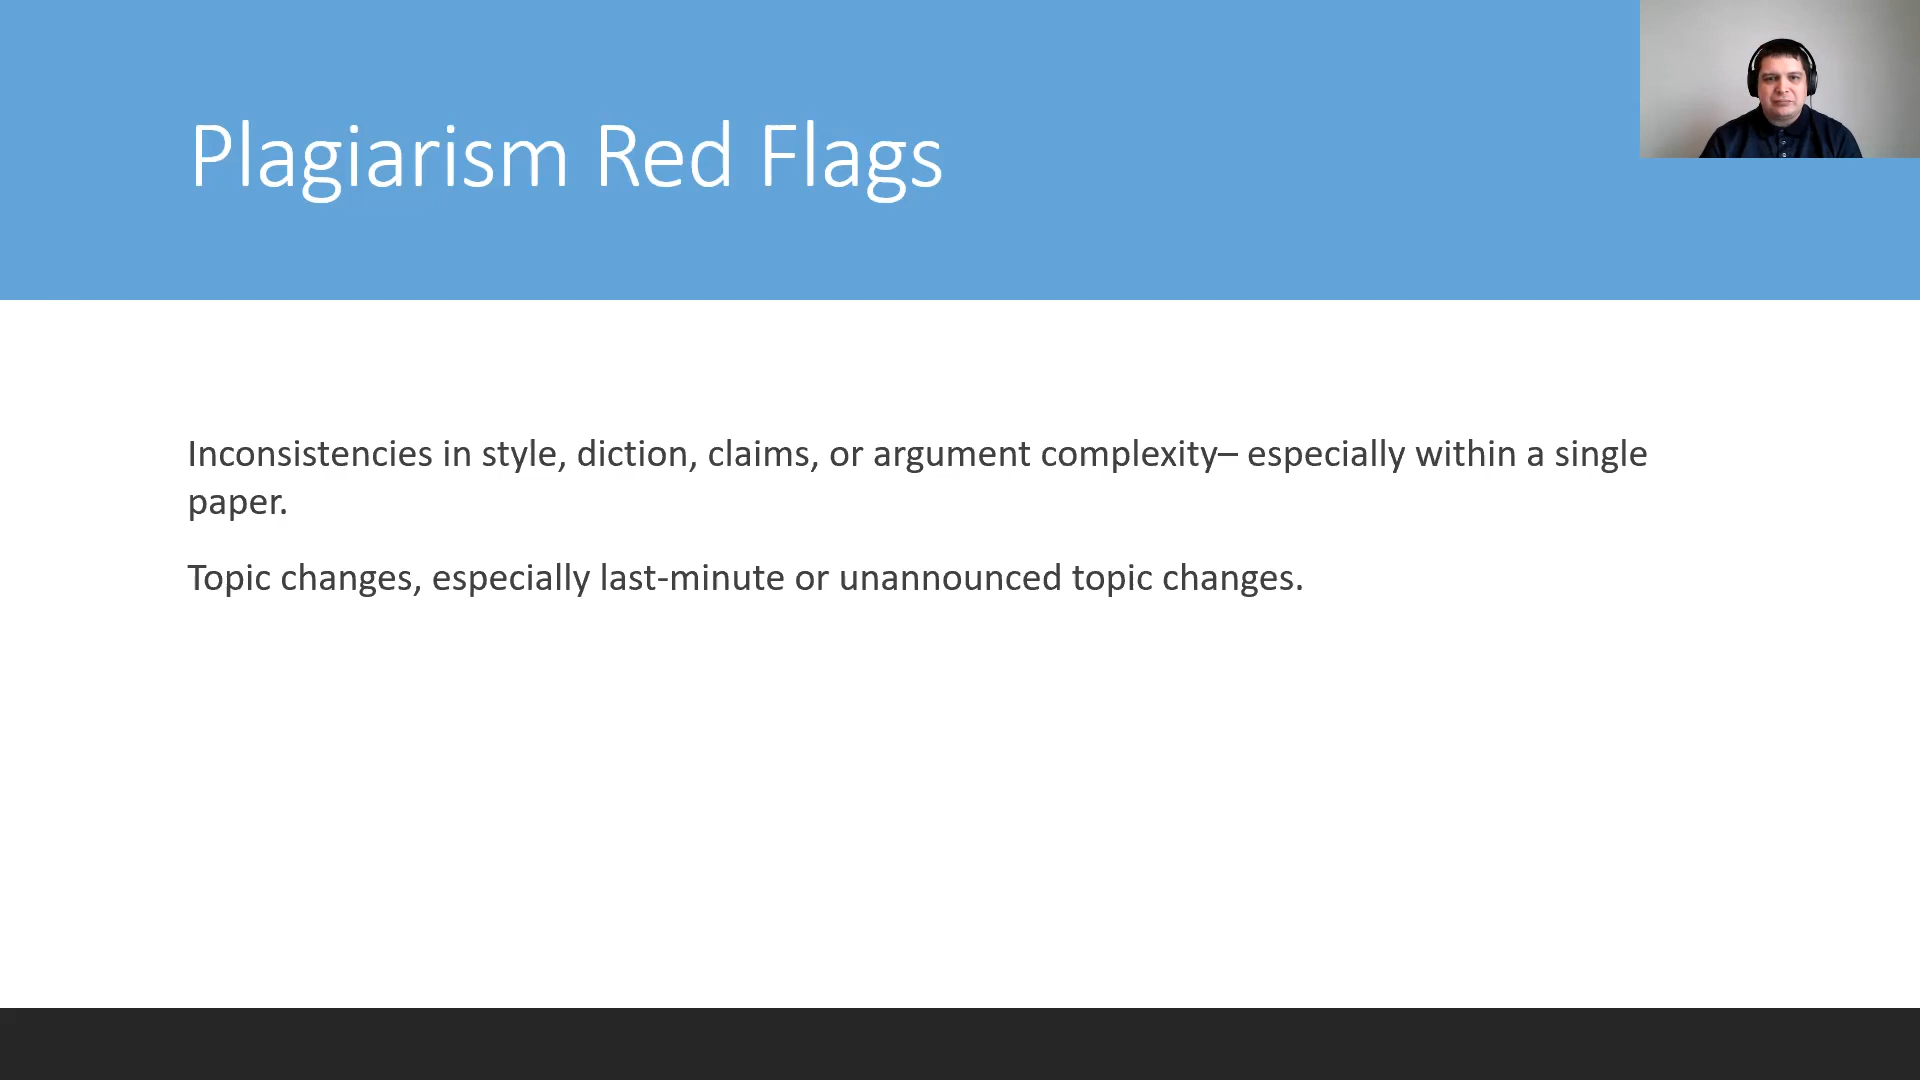 Plagiarism Red Flags
Inconsistencies in style, diction, claims, or argument complexity– especially within a single
paper.
Topic changes, especially last-minute or unannounced topic changes.